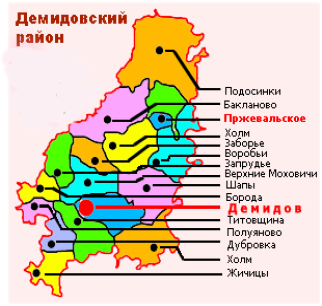 Демидовский
район
Подосинки
Бакланово
Пржевальское
Холм
Заборье
Воробьи
Запрудье
Верхние Моховичи
Шапы
Борода
Демидов
Титовщина
Полуяново
Дубровка
Холм
Жичицы